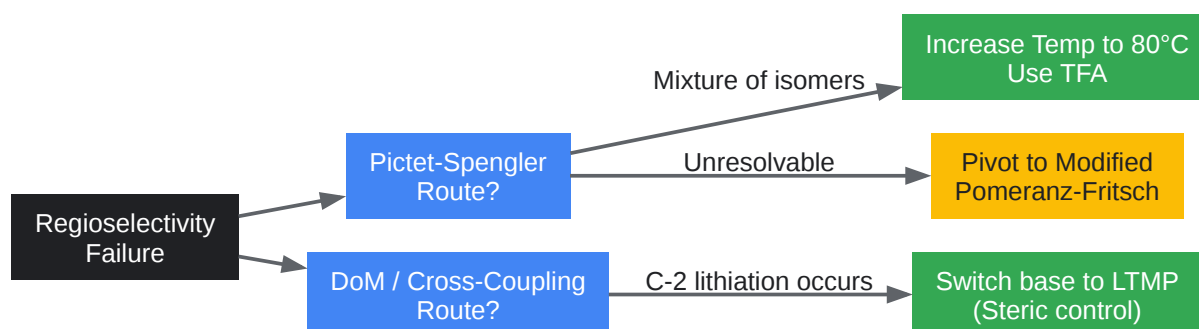 Regioselectivity
Failure
Pictet-Spengler
Route?
DoM / Cross-Coupling
Route?
Mixture of isomers
Unresolvable
C-2 lithiation occurs
Increase Temp to 80°C
Use TFA
Pivot to Modified
Pomeranz-Fritsch
Switch base to LTMP
(Steric control)